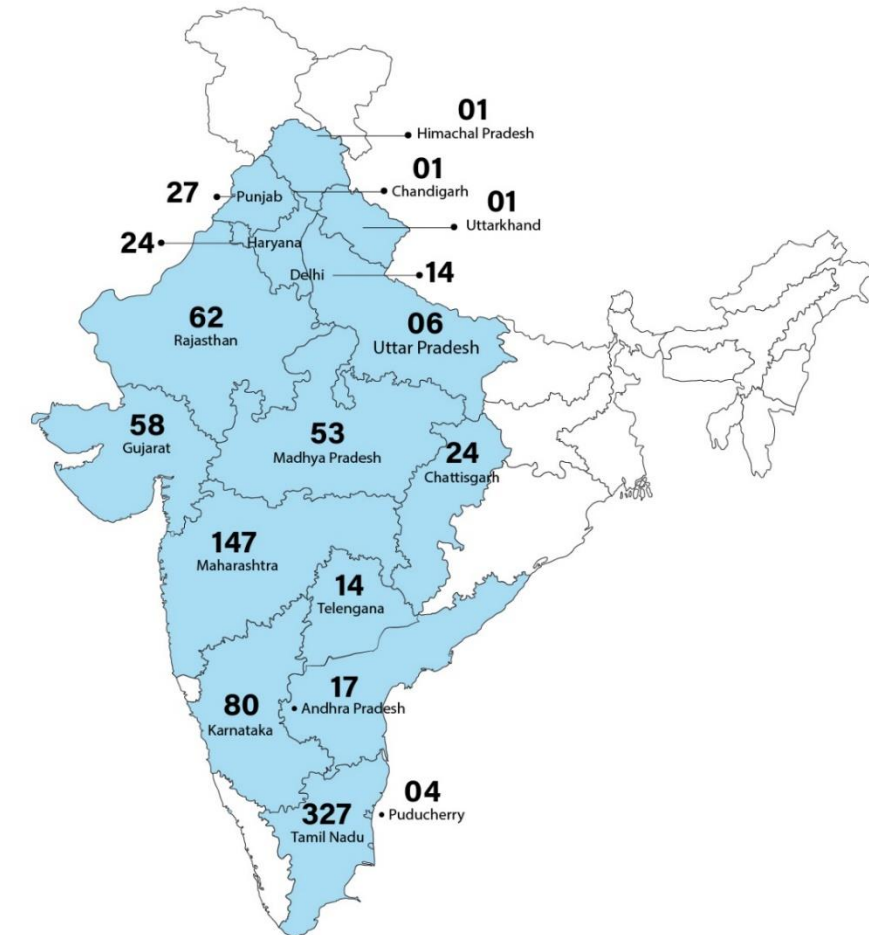 01
Himachal Pradesh
01
Chandigarh
27
Punjab
01
Uttarkhand
24
Haryana
Delhi
14
62
Rajasthan
06
Uttar Pradesh
58
Gujarat
53
Madhya Pradesh
24
Chattisgarh
147
Maharashtra
14
Telengana
17
Andhra Pradesh
80
Karnataka
04
Puducherry
327
Tamil Nadu